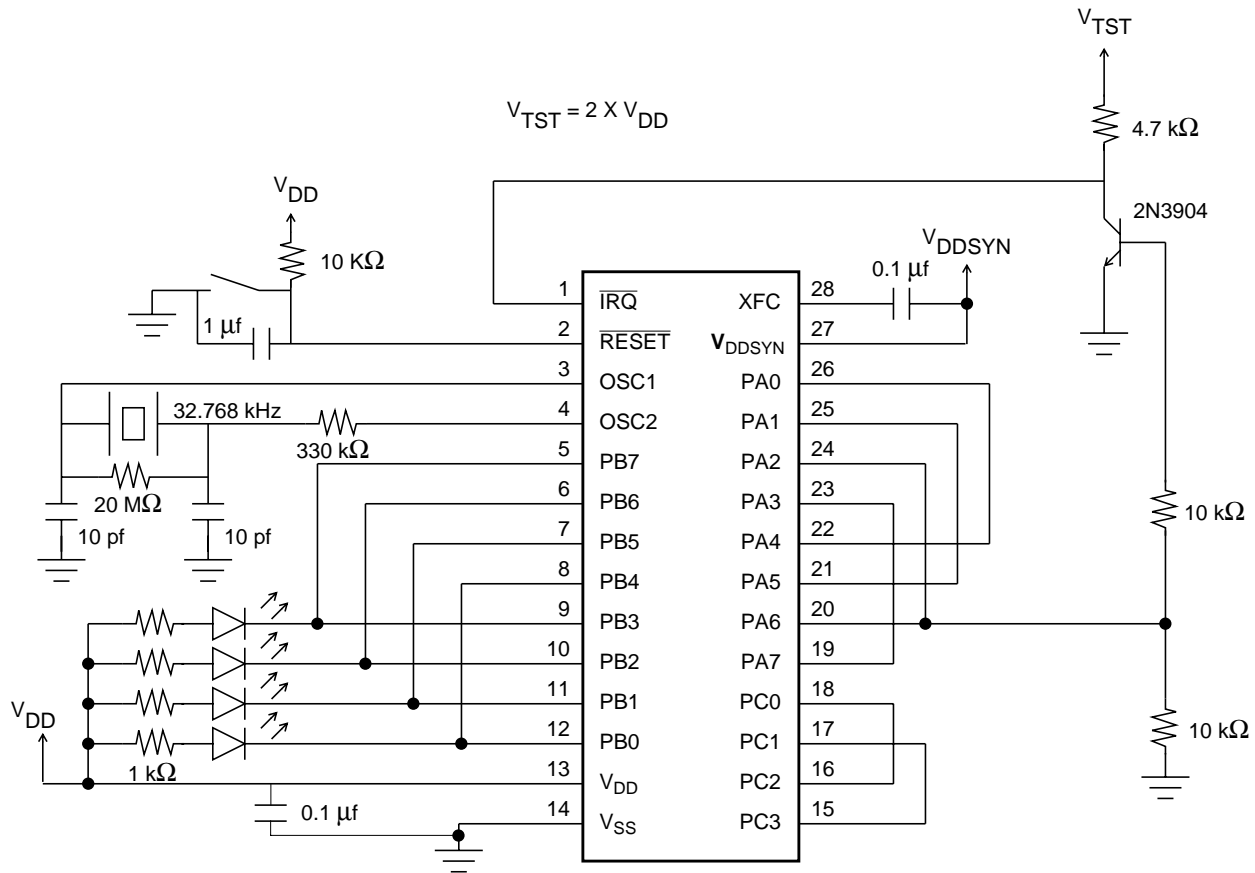 V_TST
V_TST = 2 X V_DD
4.7 kΩ
V_DD
2N3904
10 KΩ
V_DDSYN
0.1 μf
1 IRQ XFC 28
1 μf
2 RESET V_DDSYN 27
3 OSC1 PA0 26
32.768 kHz
4 OSC2 PA1 25
330 kΩ
5 PB7 PA2 24
20 MΩ
6 PB6 PA3 23
10 kΩ
10 pf 10 pf
7 PB5 PA4 22
8 PB4 PA5 21
9 PB3 PA6 20
10 PB2 PA7 19
11 PB1 PC0 18
V_DD
12 PB0 PC1 17
10 kΩ
1 kΩ
13 V_DD PC2 16
0.1 μf
14 V_SS PC3 15